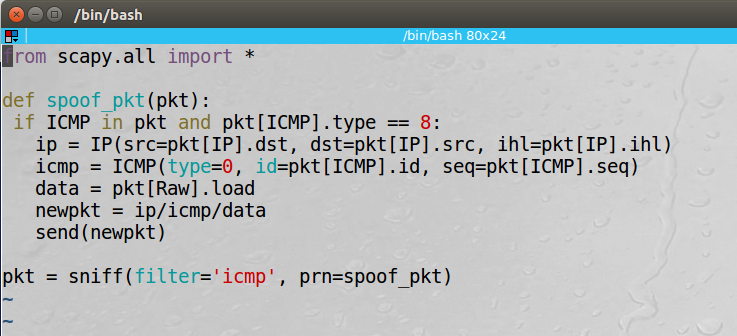 /bin/bash
/bin/bash 80x24
from scapy.all import *

def spoof_pkt(pkt):
 if ICMP in pkt and pkt[ICMP].type == 8:
   ip = IP(src=pkt[IP].dst, dst=pkt[IP].src, ihl=pkt[IP].ihl)
   icmp = ICMP(type=0, id=pkt[ICMP].id, seq=pkt[ICMP].seq)
   data = pkt[Raw].load
   newpkt = ip/icmp/data
   send(newpkt)

pkt = sniff(filter='icmp', prn=spoof_pkt)
~
~